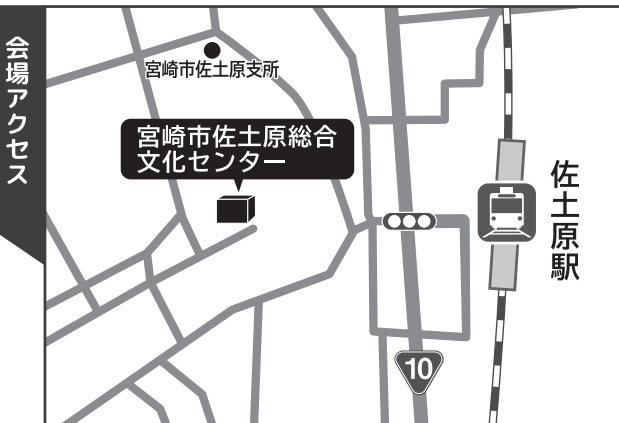 会場アクセス
宮崎市佐土原支所
宮崎市佐土原総合
文化センター
佐土原駅
10